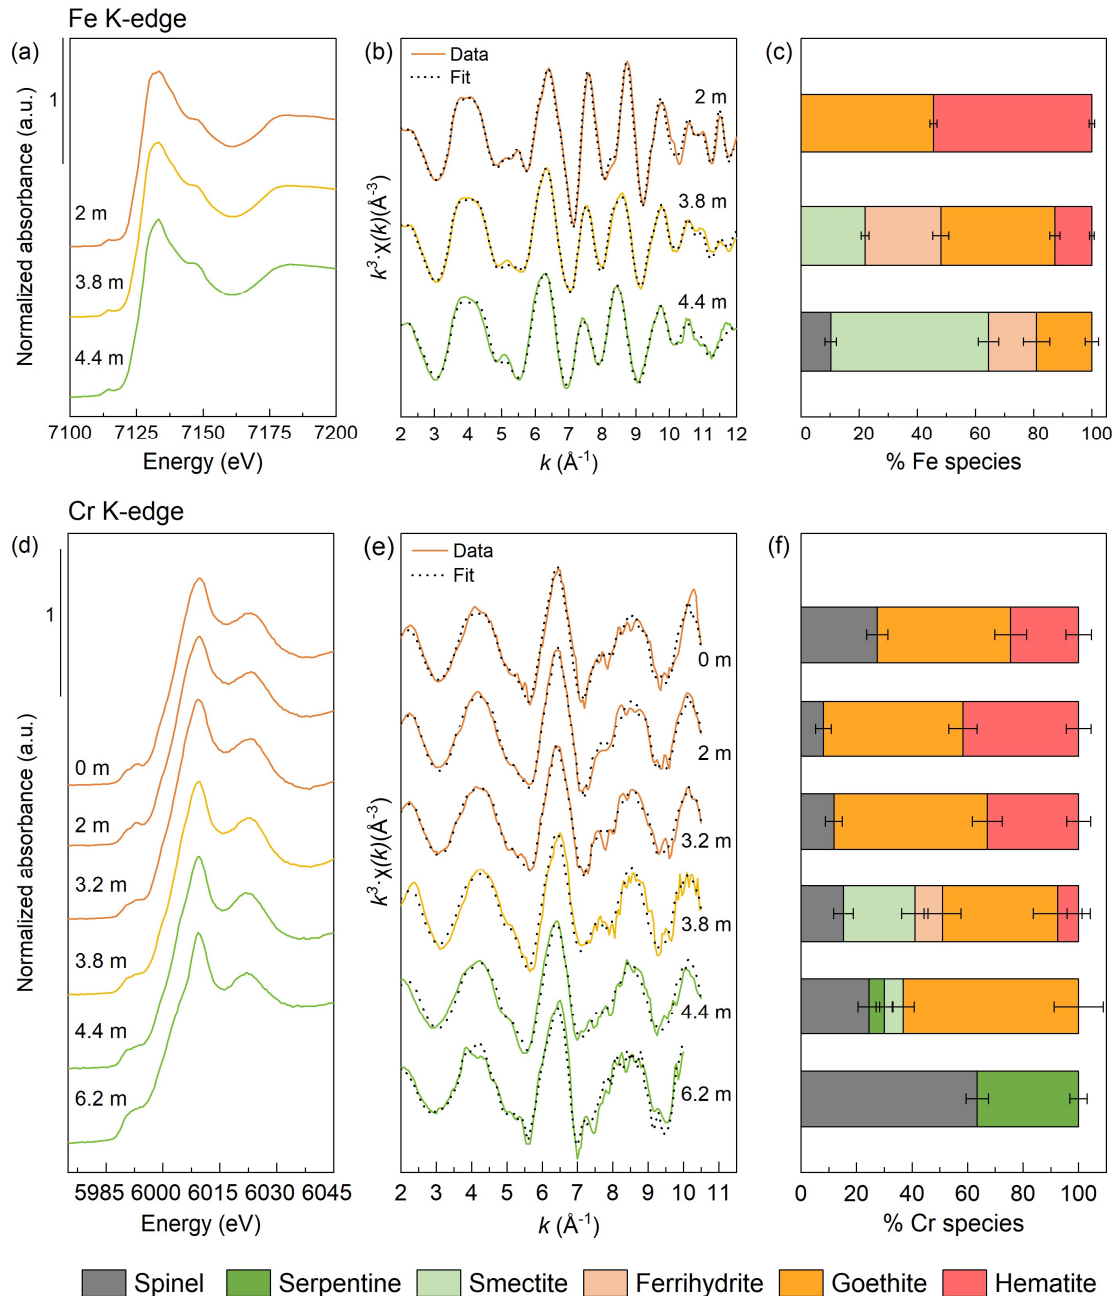 Fe K-edge
(a)
1
Normalized absorbance (a.u.)
2 m
3.8 m
4.4 m
7100 7125 7150 7175 7200
Energy (eV)
(b)
Data
Fit
2 m
3.8 m
4.4 m
k³·χ(k)(Å⁻³)
2 3 4 5 6 7 8 9 10 11 12
k (Å⁻¹)
(c)
0 20 40 60 80 100
% Fe species
Cr K-edge
(d)
1
Normalized absorbance (a.u.)
0 m
2 m
3.2 m
3.8 m
4.4 m
6.2 m
5985 6000 6015 6030 6045
Energy (eV)
(e)
Data
Fit
0 m
2 m
3.2 m
3.8 m
4.4 m
6.2 m
k³·χ(k)(Å⁻³)
2 3 4 5 6 7 8 9 10 11
k (Å⁻¹)
(f)
0 20 40 60 80 100
% Cr species
Spinel Serpentine Smectite Ferrihydrite Goethite Hematite